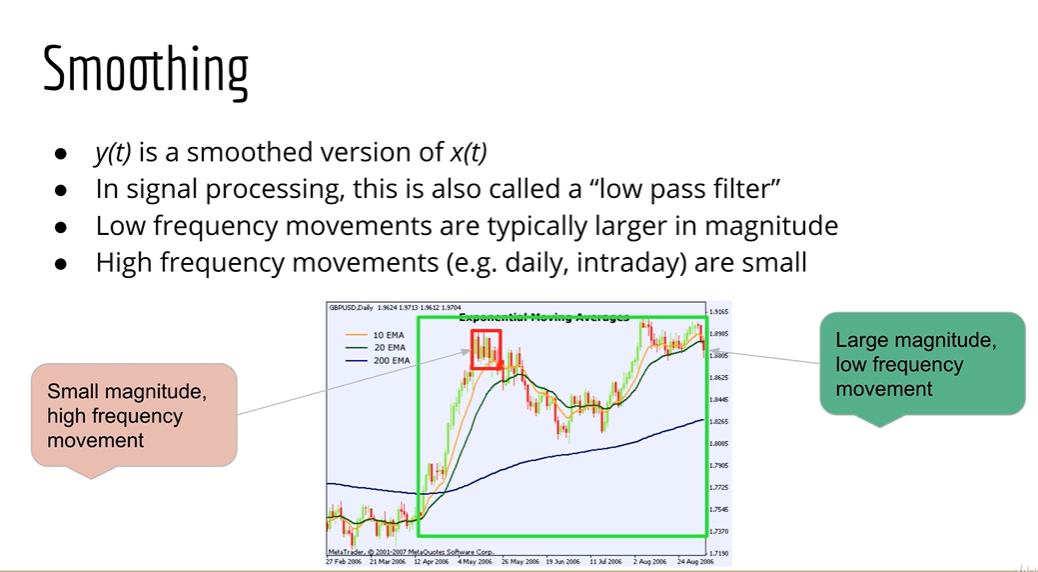 Smoothing
● y(t) is a smoothed version of x(t)
● In signal processing, this is also called a “low pass filter”
● Low frequency movements are typically larger in magnitude
● High frequency movements (e.g. daily, intraday) are small
GBPUSD,Daily 1.9624 1.9713 1.9612 1.9704
Exponential Moving Averages
10 EMA
20 EMA
200 EMA
1.9165
1.8985
1.8805
1.8625
1.8445
1.8265
1.8085
1.7905
1.7725
1.7545
1.7370
1.7190
MetaTrader, © 2001-2007 MetaQuotes Software Corp.
27 Feb 2006 21 Mar 2006 12 Apr 2006 4 May 2006 26 May 2006 19 Jun 2006 11 Jul 2006 2 Aug 2006 24 Aug 2006
Small magnitude,
high frequency
movement
Large magnitude,
low frequency
movement